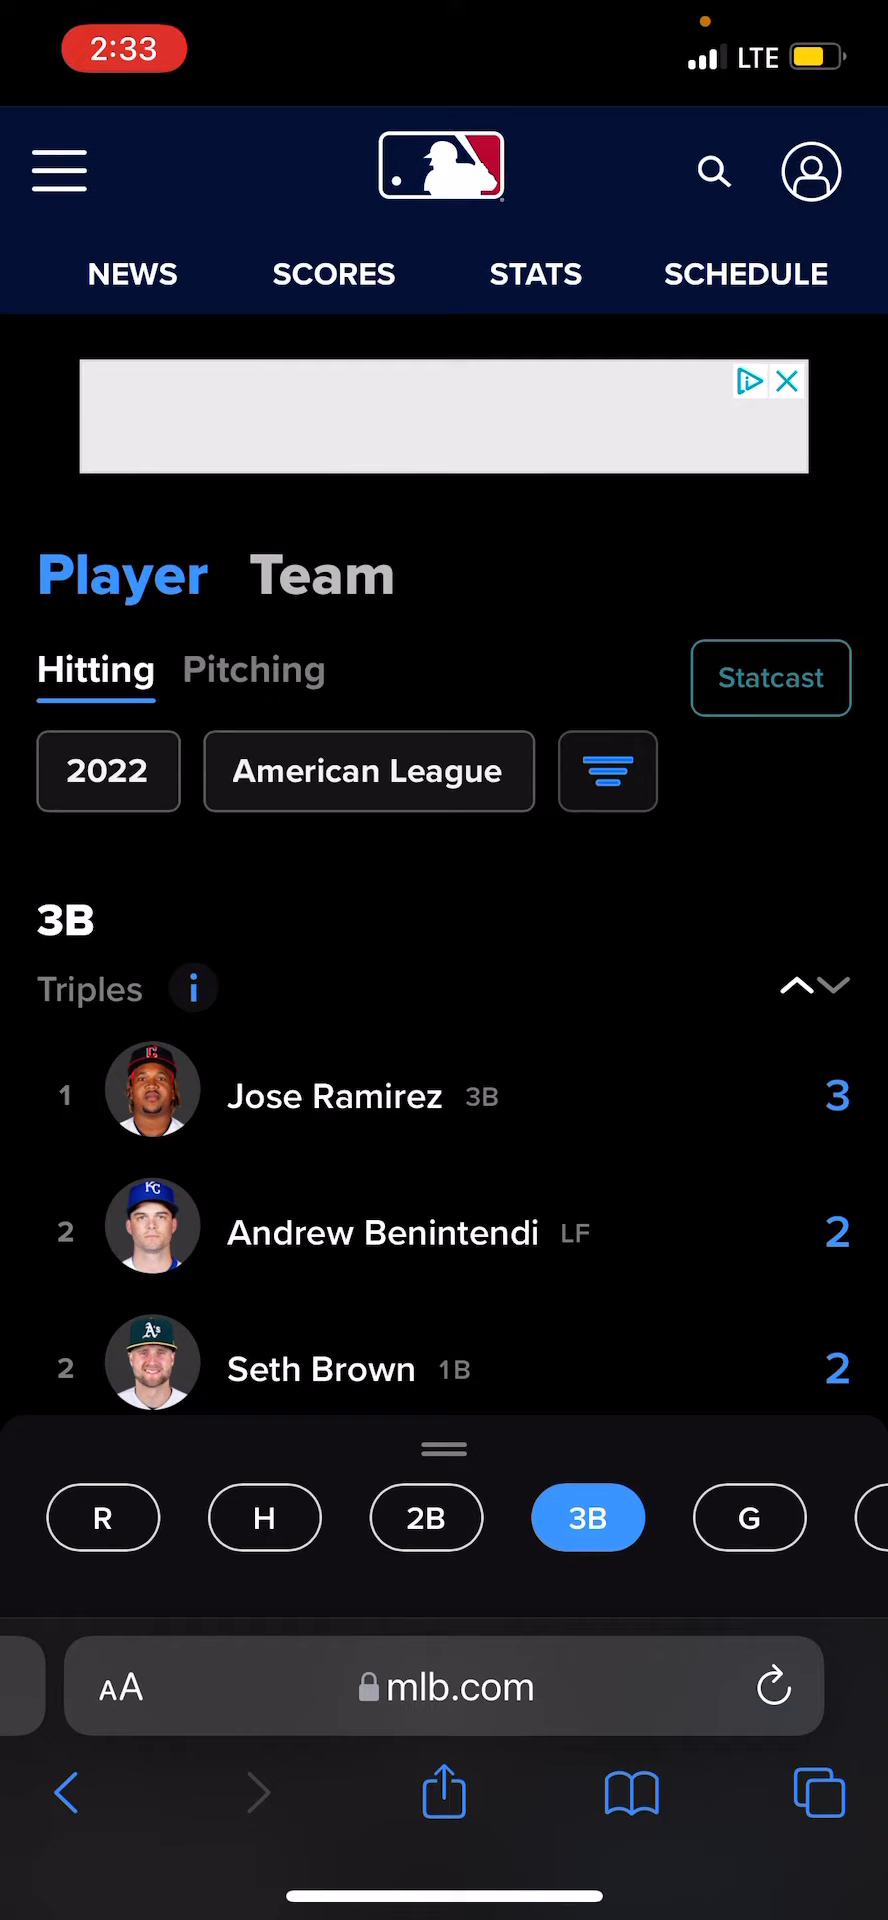 2:33
LTE
NEWS SCORES STATS SCHEDULE
Player Team
Hitting Pitching
Statcast
2022 American League
3B
Triples i
1 Jose Ramirez 3B 3
2 Andrew Benintendi LF 2
2 Seth Brown 1B 2
R H 2B 3B G
AA mlb.com